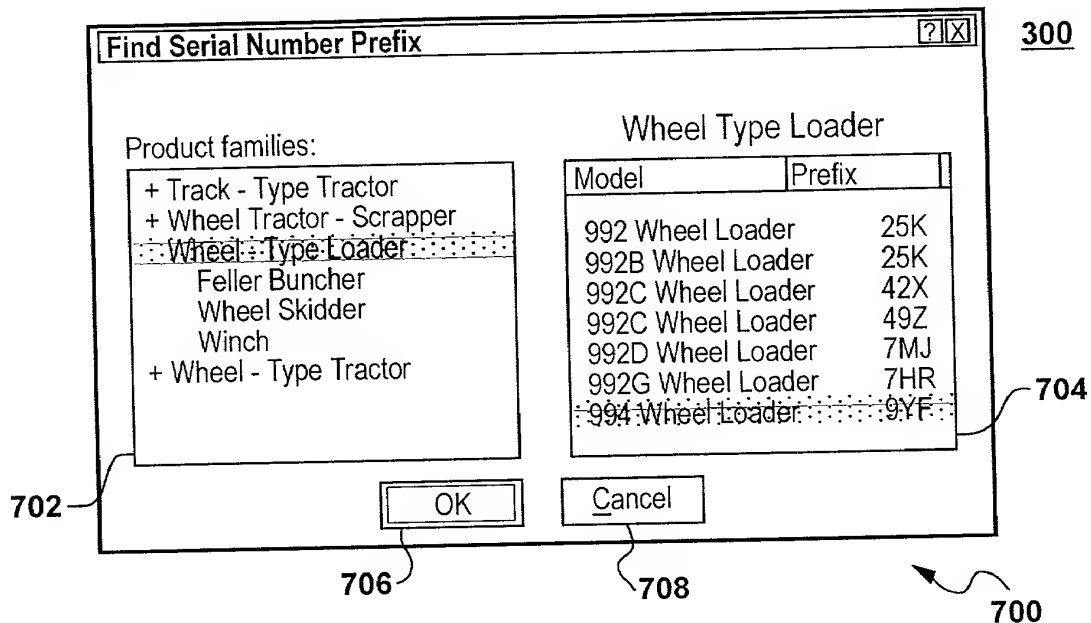 Find Serial Number Prefix ? X
300
Product families:
+ Track - Type Tractor
+ Wheel Tractor - Scrapper
Wheel - Type Loader
Feller Buncher
Wheel Skidder
Winch
+ Wheel - Type Tractor
Wheel Type Loader
Model Prefix
992 Wheel Loader 25K
992B Wheel Loader 25K
992C Wheel Loader 42X
992C Wheel Loader 49Z
992D Wheel Loader 7MJ
992G Wheel Loader 7HR
994 Wheel Loader 9YF
704
702
OK Cancel
706 708
700